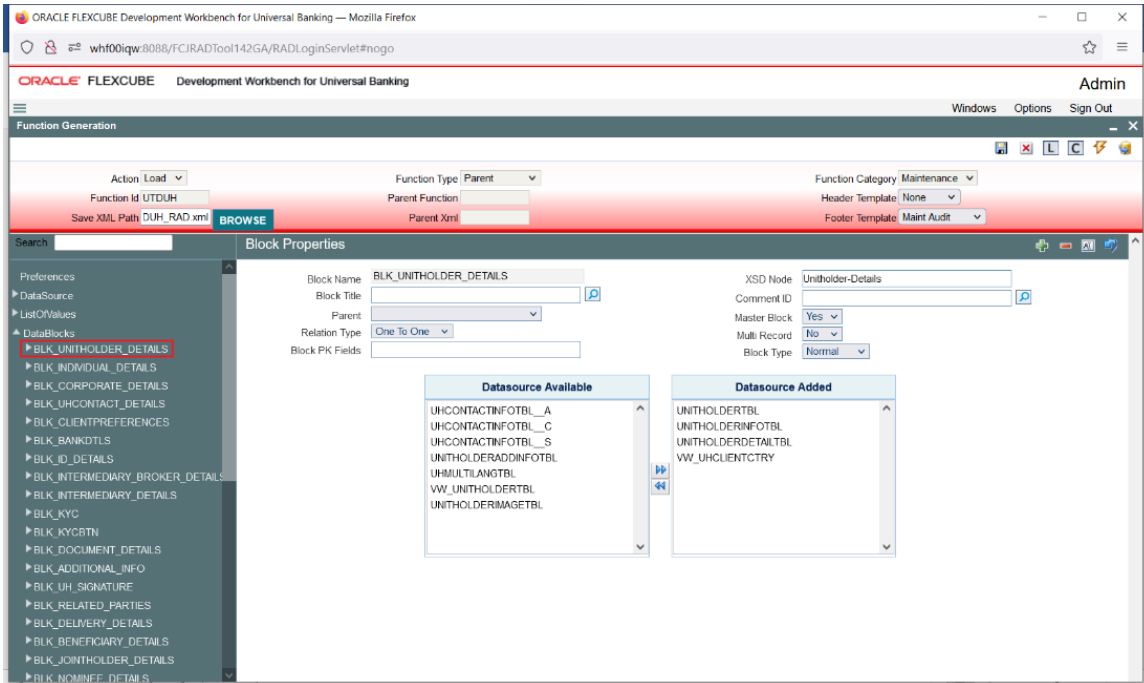 ORACLE FLEXCUBE Development Workbench for Universal Banking — Mozilla Firefox
whf00iqw:8088/FCJRADTool142GA/RADLoginServlet#nogo
ORACLE FLEXCUBE Development Workbench for Universal Banking
Admin
Windows Options Sign Out
Function Generation
L C
Action Load Function Type Parent Function Category Maintenance
Function Id UTDUH Parent Function Header Template None
Save XML Path DUH_RAD.xml BROWSE Parent Xml Footer Template Maint Audit
Search
Preferences
DataSource
ListOfValues
DataBlocks
BLK_UNITHOLDER_DETAILS
BLK_INDIVIDUAL_DETAILS
BLK_CORPORATE_DETAILS
BLK_UHCONTACT_DETAILS
BLK_CLIENTPREFERENCES
BLK_BANKDTLS
BLK_ID_DETAILS
BLK_INTERMEDIARY_BROKER_DETAILS
BLK_INTERMEDIARY_DETAILS
BLK_KYC
BLK_KYCBTN
BLK_DOCUMENT_DETAILS
BLK_ADDITIONAL_INFO
BLK_UH_SIGNATURE
BLK_RELATED_PARTIES
BLK_DELIVERY_DETAILS
BLK_BENEFICIARY_DETAILS
BLK_JOINTHOLDER_DETAILS
BLK_NOMINEE_DETAILS
Block Properties
Block Name BLK_UNITHOLDER_DETAILS XSD Node Unitholder-Details
Block Title Comment ID
Parent Master Block Yes
Relation Type One To One Multi Record No
Block PK Fields Block Type Normal
Datasource Available
UHCONTACTINFOTBL__A
UHCONTACTINFOTBL__C
UHCONTACTINFOTBL__S
UNITHOLDERADDINFOTBL
UHMULTILANGTBL
VW_UNITHOLDERTBL
UNITHOLDERIMAGETBL
Datasource Added
UNITHOLDERTBL
UNITHOLDERINFOTBL
UNITHOLDERDETAILTBL
VW_UHCLIENTCTRY